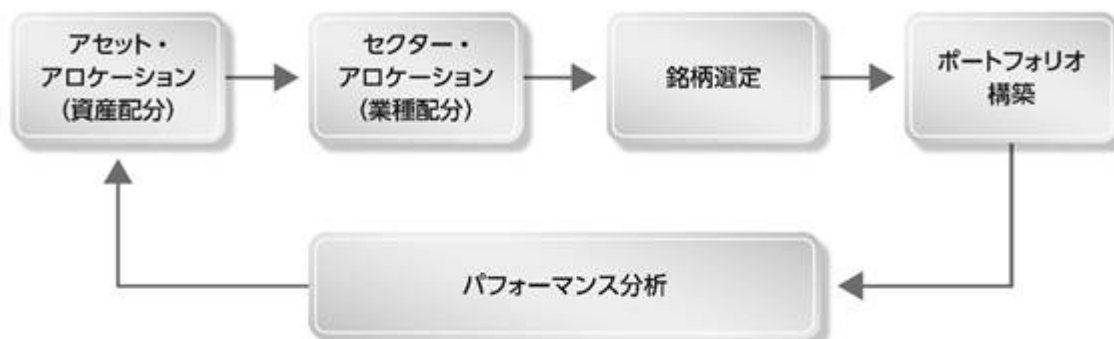 アセット・
アロケーション
(資産配分)
セクター・
アロケーション
(業種配分)
銘柄選定
ポートフォリオ
構築
パフォーマンス分析